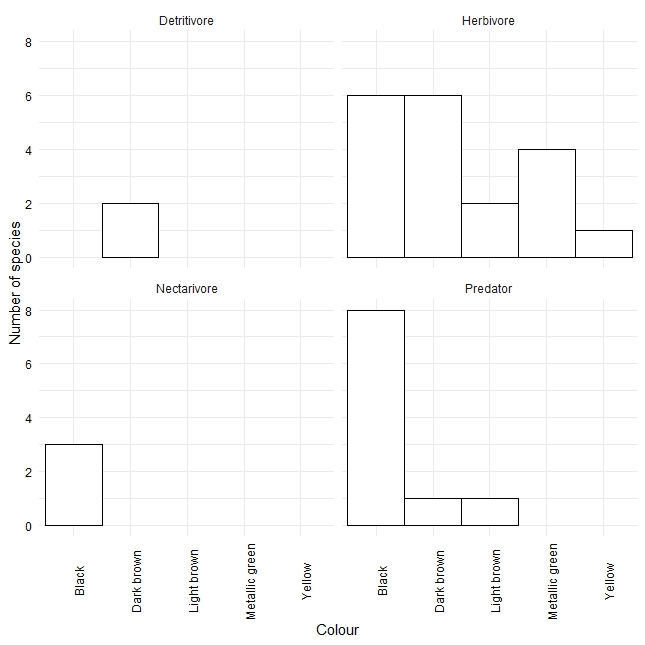 Detritivore
Herbivore
8
6
4
2
0
Number of species
Nectarivore
Predator
8
6
4
2
0
Black
Dark brown
Light brown
Metallic green
Yellow
Black
Dark brown
Light brown
Metallic green
Yellow
Colour